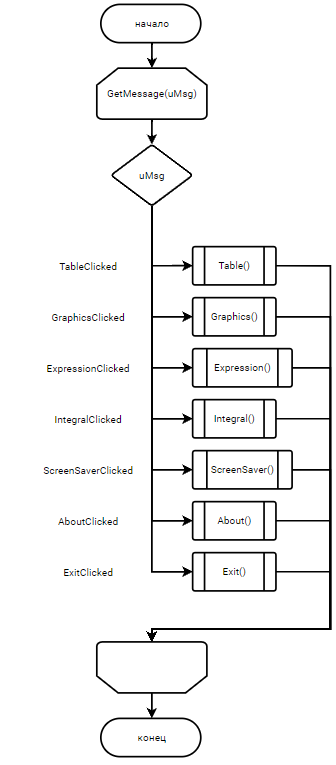 начало
GetMessage(uMsg)
uMsg
TableClicked
Table()
GraphicsClicked
Graphics()
ExpressionClicked
Expression()
IntegralClicked
Integral()
ScreenSaverClicked
ScreenSaver()
AboutClicked
About()
ExitClicked
Exit()
конец